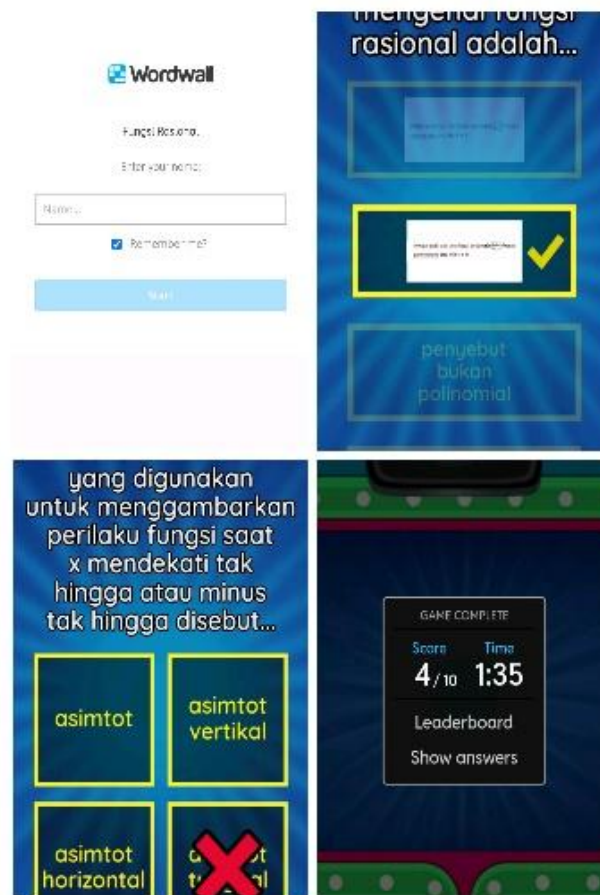 Wordwall
Fungsi Rasional
Enter your name:
Name...
Remember me?
Start
mengenai fungsi
rasional adalah...
penyebut
bukan
polinomial
yang digunakan
untuk menggambarkan
perilaku fungsi saat
x mendekati tak
hingga atau minus
tak hingga disebut...
asimtot
asimtot
vertikal
asimtot
horizontal
GAME COMPLETE
Score
Time
4/10
1:35
Leaderboard
Show answers